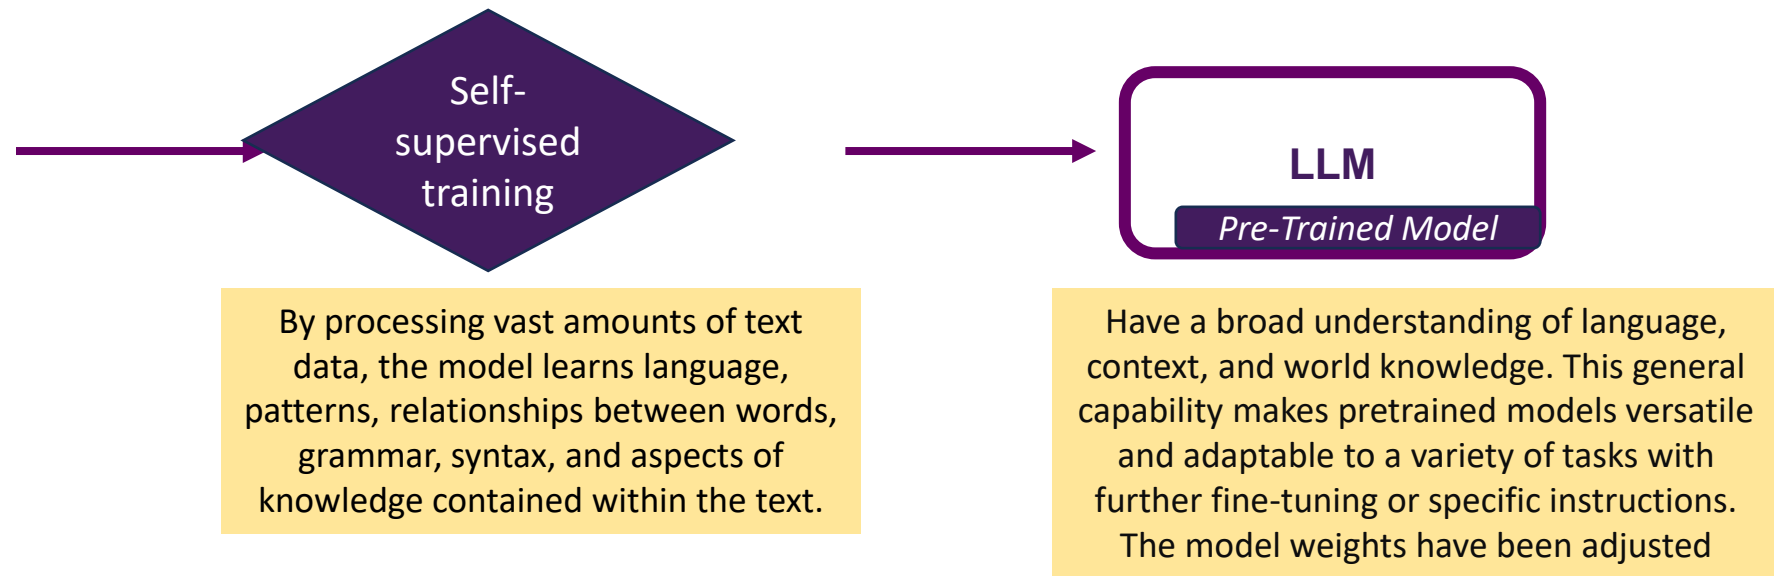 Self-
supervised
training
LLM
Pre-Trained Model
By processing vast amounts of text
data, the model learns language,
patterns, relationships between words,
grammar, syntax, and aspects of
knowledge contained within the text.
Have a broad understanding of language,
context, and world knowledge. This general
capability makes pretrained models versatile
and adaptable to a variety of tasks with
further fine-tuning or specific instructions.
The model weights have been adjusted